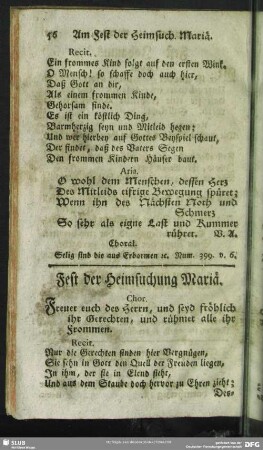 56 Am Fest der Heimsuch. Mariä.
Recit.
Ein frommes Kind folgt auf den ersten Wink.
O Mensch! so schaffe doch auch hier,
Daß Gott an dir,
Als einem frommen Kinde,
Gehorsam finde.
Es ist ein köstlich Ding,
Barmherzig seyn und Mitleid hegen;
Und wer hierbey auf Gottes Beyspiel schaut,
Der findet, daß des Vaters Segen
Den frommen Kindern Häuser baut.
Aria.
O wohl dem Menschen, dessen Herz
Des Mitleids eifrige Bewegung spüret;
Wenn ihn des Nächsten Noth und
Schmerz
So sehr als eigne Last und Kummer
rühret. V. A.
Choral.
Selig sind die aus Erbarmen ꝛc. Num. 399. v. 6.
Fest der Heimsuchung Mariä.
Chor.
Freuet euch des Herrn, und seyd fröhlich
ihr Gerechten, und rühmet alle ihr
Frommen.
Recit.
Nur die Gerechten finden hier Vergnügen,
Sie sehn in Gott den Quell der Freuden liegen,
In ihm, der sie in Elend sieht,
Und aus dem Staube doch hervor zu Ehren zieht;
Des-
SLUB
DFG